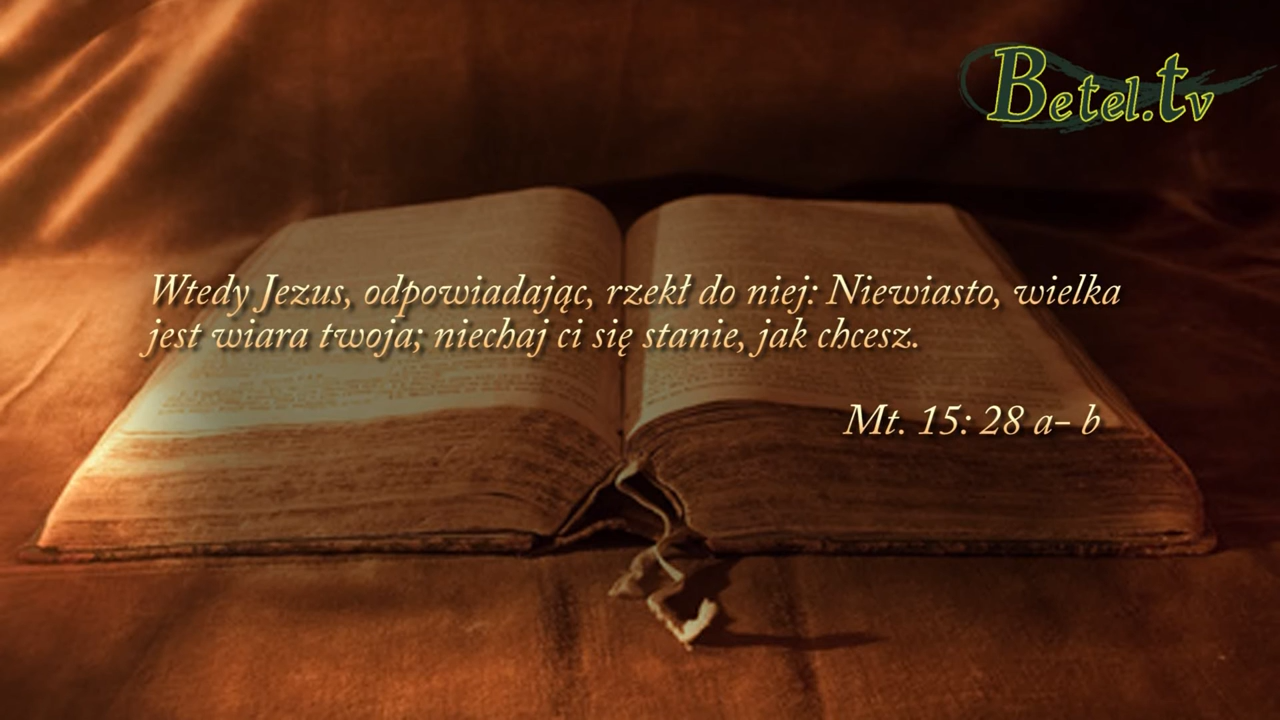 Betel.tv
Wtedy Jezus, odpowiadając, rzekł do niej: Niewiasto, wielka
jest wiara twoja; niechaj ci się stanie, jak chcesz.
Mt. 15: 28 a- b